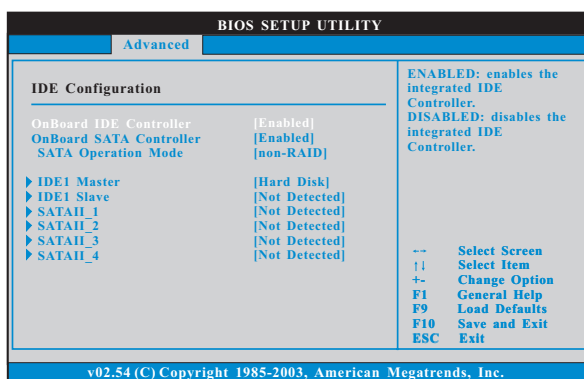 BIOS SETUP UTILITY
Advanced
IDE Configuration
OnBoard IDE Controller [Enabled]
OnBoard SATA Controller [Enabled]
SATA Operation Mode [non-RAID]
IDE1 Master [Hard Disk]
IDE1 Slave [Not Detected]
SATAII_1 [Not Detected]
SATAII_2 [Not Detected]
SATAII_3 [Not Detected]
SATAII_4 [Not Detected]
ENABLED: enables the
integrated IDE
Controller.
DISABLED: disables the
integrated IDE
Controller.
←→ Select Screen
↑↓ Select Item
+- Change Option
F1 General Help
F9 Load Defaults
F10 Save and Exit
ESC Exit
v02.54 (C) Copyright 1985-2003, American Megatrends, Inc.